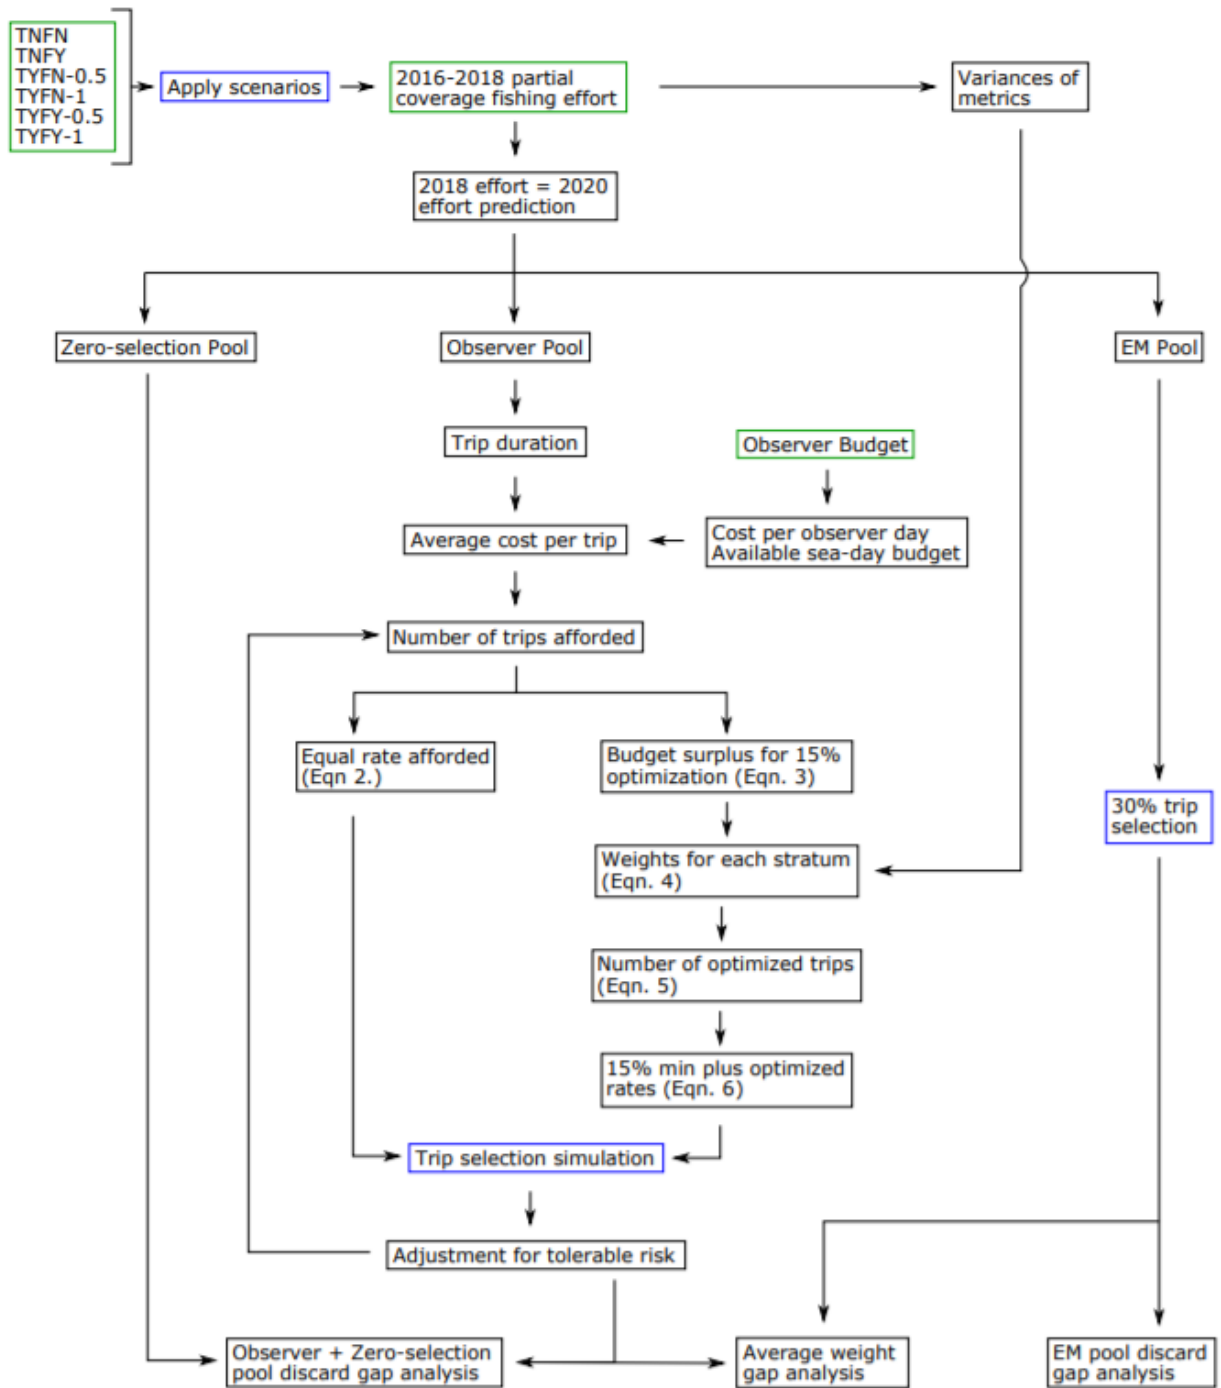 TNFN
TNFY
TYFN-0.5
TYFN-1
TYFY-0.5
TYFY-1
Apply scenarios
2016-2018 partial
coverage fishing effort
Variances of
metrics
2018 effort = 2020
effort prediction
Zero-selection Pool
Observer Pool
EM Pool
Trip duration
Observer Budget
Average cost per trip
Cost per observer day
Available sea-day budget
Number of trips afforded
Equal rate afforded
(Eqn 2.)
Budget surplus for 15%
optimization (Eqn. 3)
30% trip
selection
Weights for each stratum
(Eqn. 4)
Number of optimized trips
(Eqn. 5)
15% min plus optimized
rates (Eqn. 6)
Trip selection simulation
Adjustment for tolerable risk
Observer + Zero-selection
pool discard gap analysis
Average weight
gap analysis
EM pool discard
gap analysis